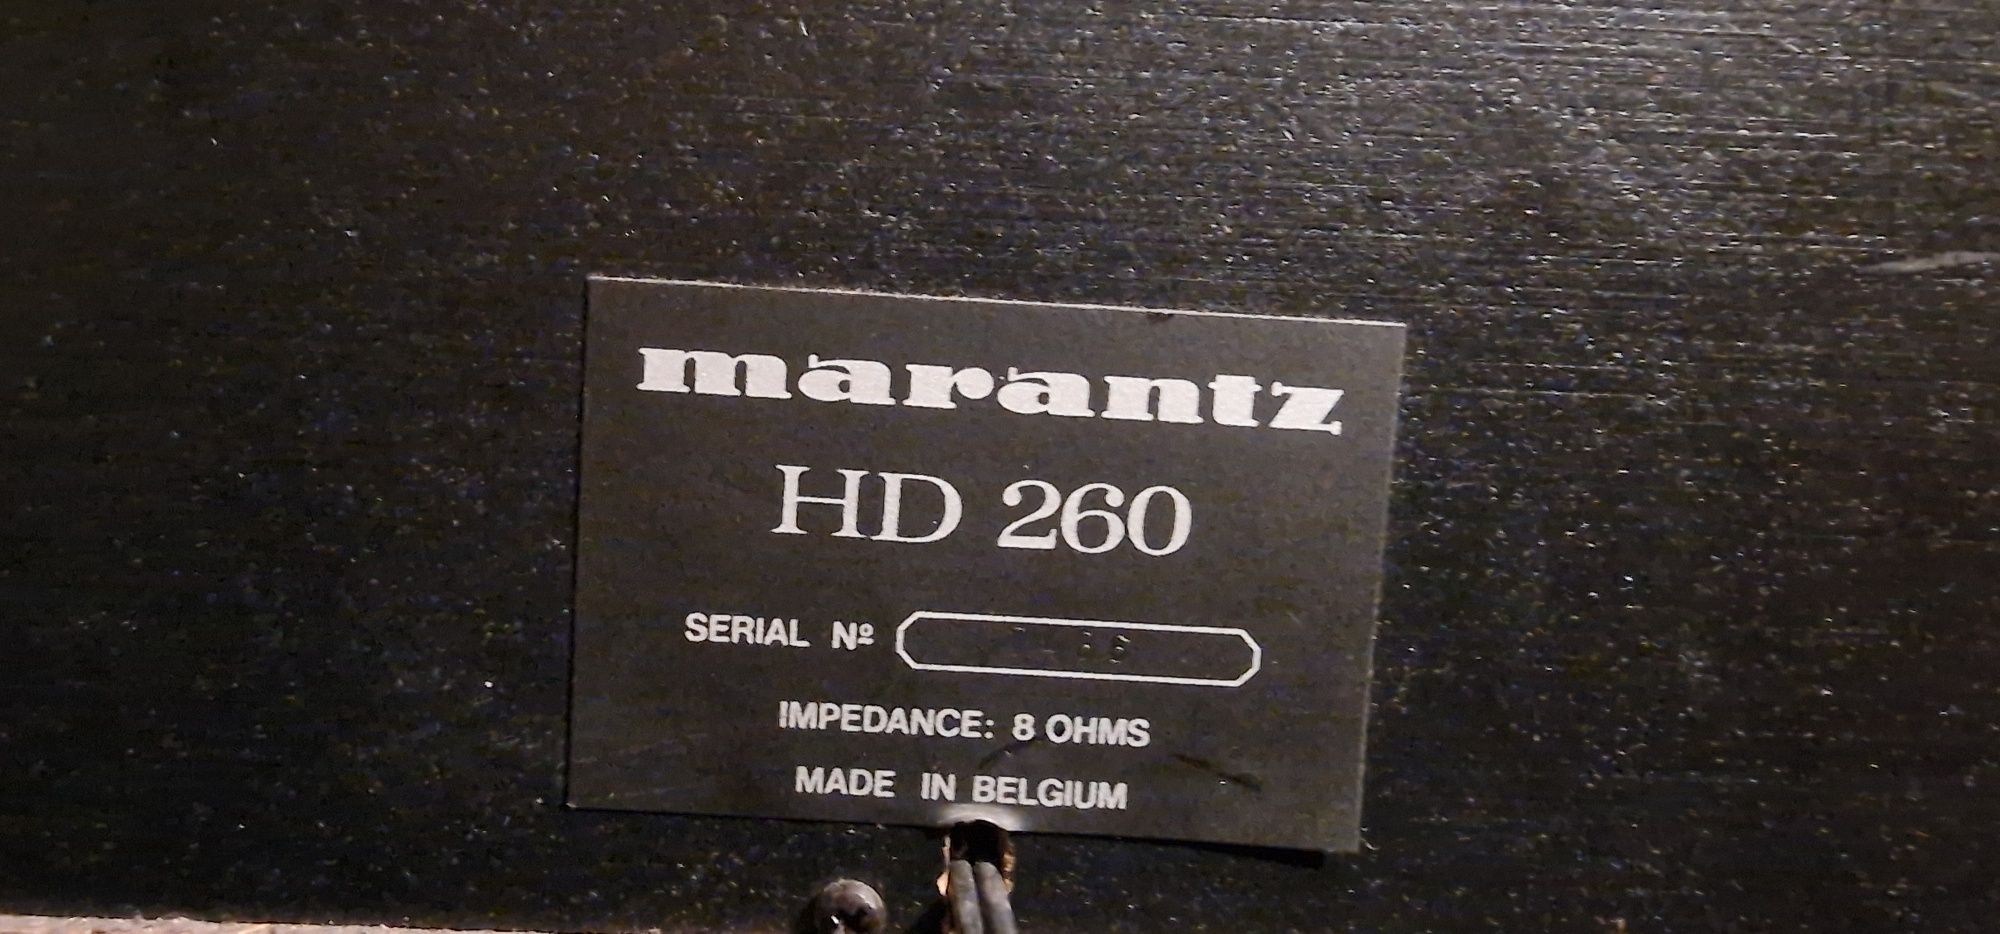 marantz
HD 260
SERIAL Nº
IMPEDANCE: 8 OHMS
MADE IN BELGIUM